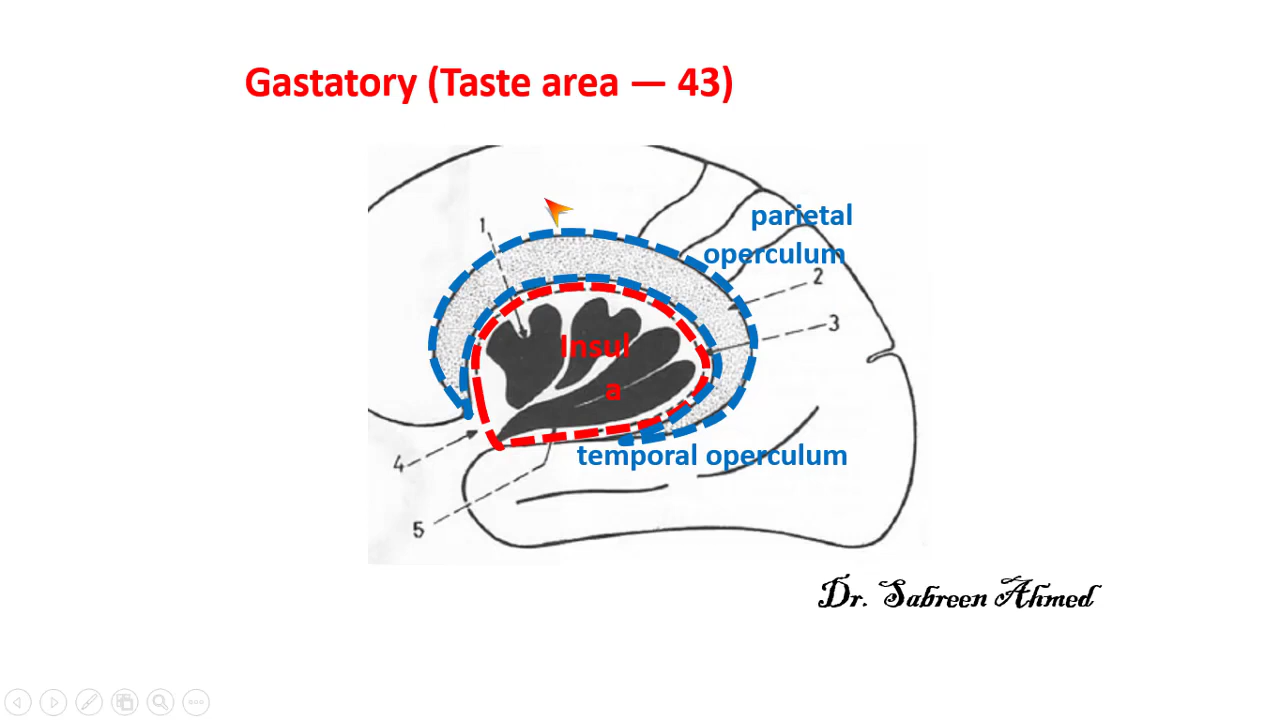 Gastatory (Taste area — 43)
1
parietal
operculum
2
3
Insul
a
4
temporal operculum
5
Dr. Sabreen Ahmed